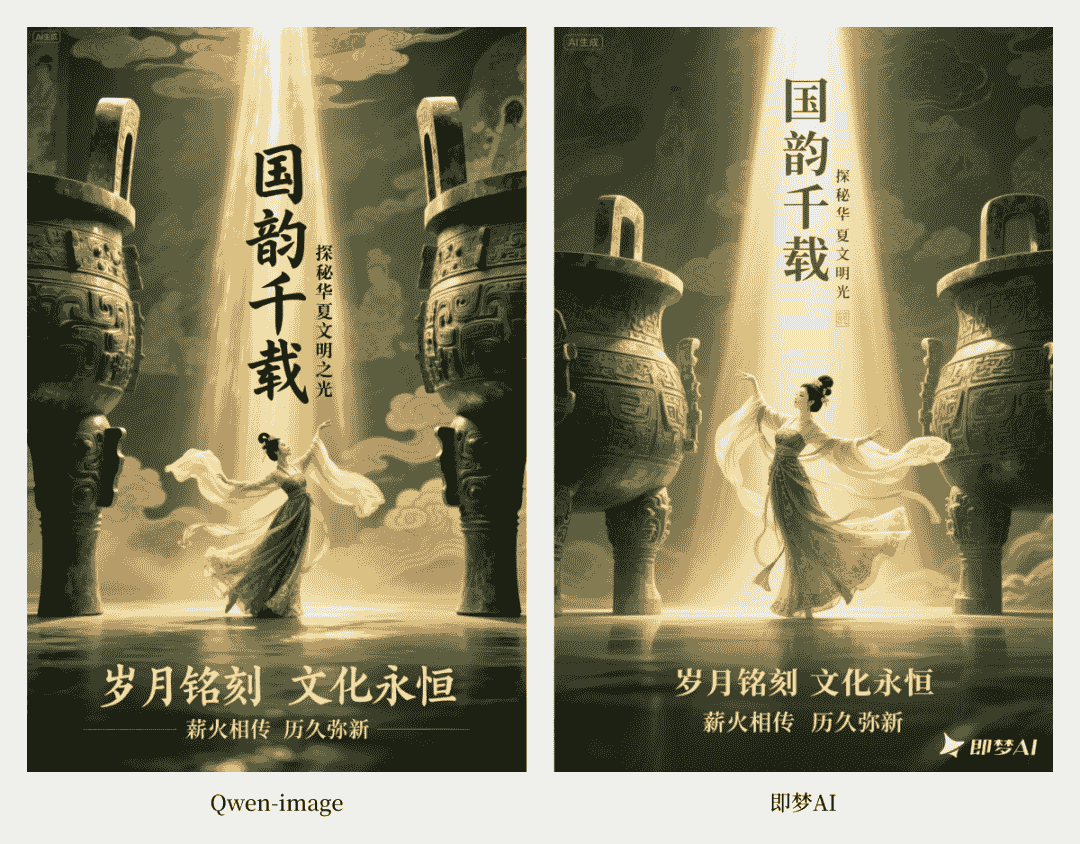 AI生成
国韵千载
探秘华夏文明之光
岁月铭刻 文化永恒
薪火相传 历久弥新
Qwen-image
AI生成
国韵千载
探秘华夏文明光
岁月铭刻 文化永恒
薪火相传 历久弥新
即梦AI
即梦AI